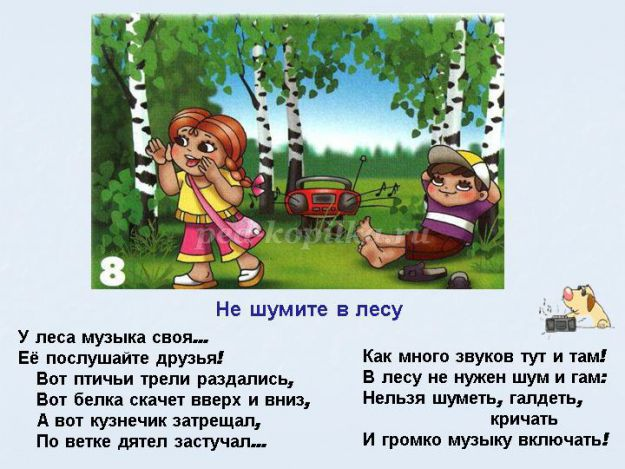 8
ped-kopilka.ru
Не шумите в лесу
У леса музыка своя...
Её послушайте друзья!
Вот птичьи трели раздались,
Вот белка скачет вверх и вниз,
А вот кузнечик затрещал,
По ветке дятел застучал...
Как много звуков тут и там!
В лесу не нужен шум и гам:
Нельзя шуметь, галдеть,
кричать
И громко музыку включать!